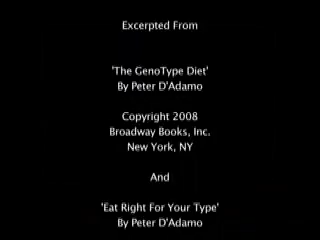 Excerpted From
'The GenoType Diet'
By Peter D'Adamo
Copyright 2008
Broadway Books, Inc.
New York, NY
And
'Eat Right For Your Type'
By Peter D'Adamo